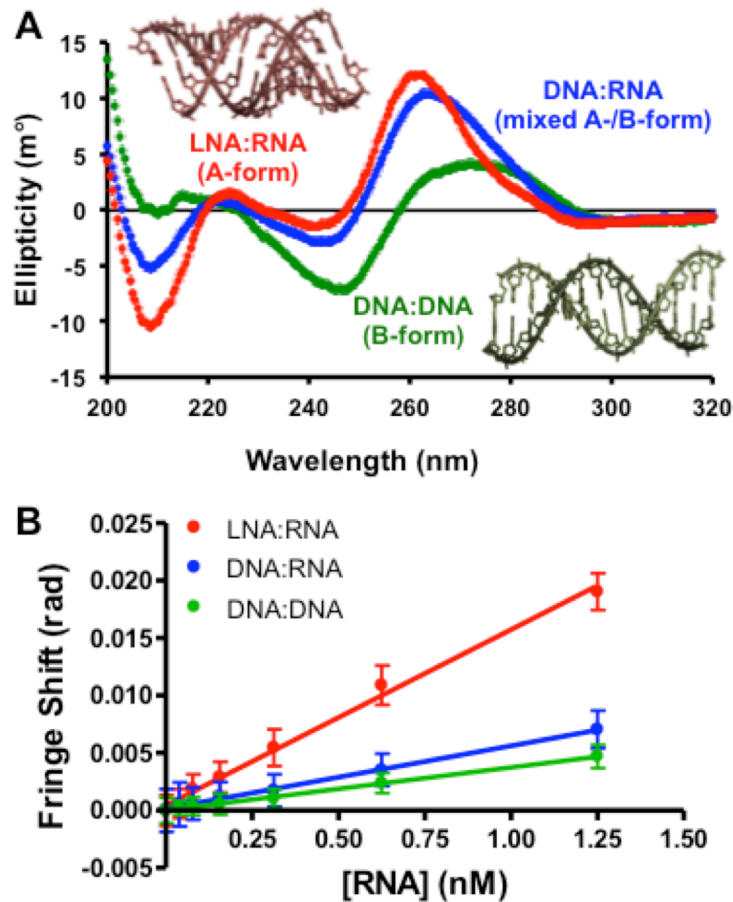 A
15
10
5
0
-5
-10
-15
Ellipticity (m°)
LNA:RNA
(A-form)
DNA:RNA
(mixed A-/B-form)
DNA:DNA
(B-form)
200 220 240 260 280 300 320
Wavelength (nm)
B
0.025
0.020
0.015
0.010
0.005
0.000
-0.005
Fringe Shift (rad)
LNA:RNA
DNA:RNA
DNA:DNA
0.25 0.50 0.75 1.00 1.25 1.50
[RNA] (nM)